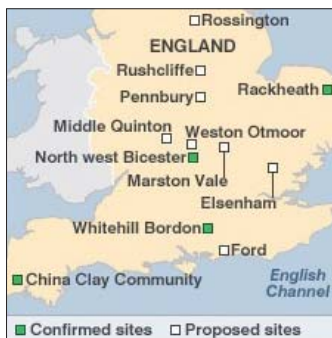 Rossington
ENGLAND
Rushcliffe
Pennbury
Rackheath
Middle Quinton
Weston Otmoor
North west Bicester
Marston Vale
Elsenham
Whitehill Bordon
Ford
China Clay Community
English
Channel
Confirmed sites
Proposed sites